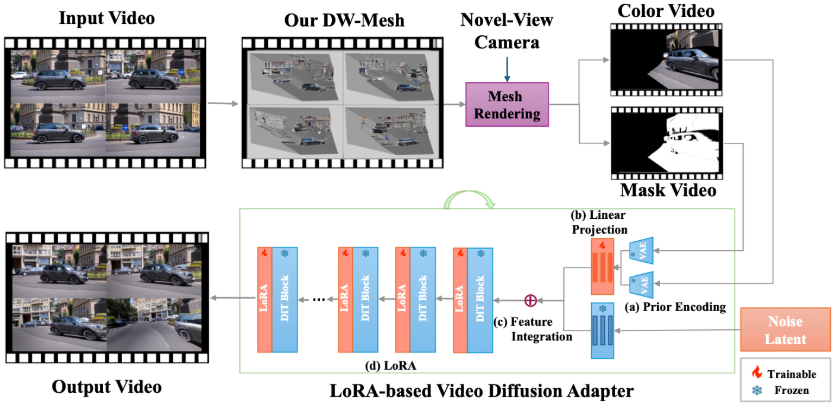 Input Video
Our DW-Mesh
Novel-View
Camera
Color Video
Mesh
Rendering
Mask Video
(b) Linear
Projection
VAE
VAE
(a) Prior Encoding
LoRA
DiT Block
...
LoRA
DiT Block
LoRA
DiT Block
LoRA
DiT Block
(c) Feature
Integration
(d) LoRA
Noise
Latent
Output Video
LoRA-based Video Diffusion Adapter
Trainable
Frozen